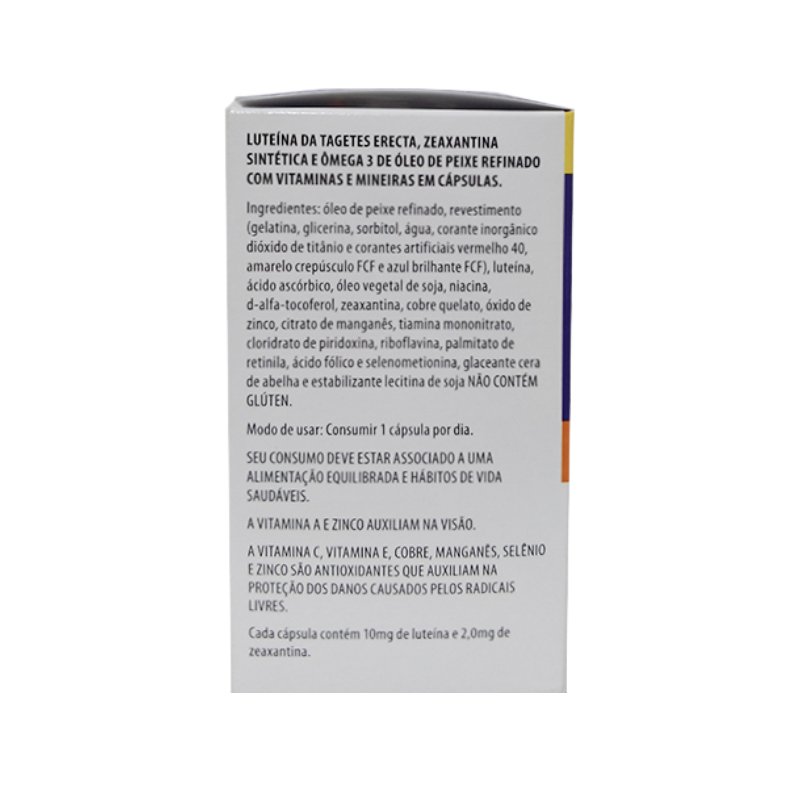 LUTEÍNA DA TAGETES ERECTA, ZEAXANTINA
SINTÉTICA E ÔMEGA 3 DE ÓLEO DE PEIXE REFINADO
COM VITAMINAS E MINEIRAS EM CÁPSULAS.
Ingredientes: óleo de peixe refinado, revestimento
(gelatina, glicerina, sorbitol, água, corante inorgânico
dióxido de titânio e corantes artificiais vermelho 40,
amarelo crepúsculo FCF e azul brilhante FCF), luteína,
ácido ascórbico, óleo vegetal de soja, niacina,
d-alfa-tocoferol, zeaxantina, cobre quelato, óxido de
zinco, citrato de manganês, tiamina mononitrato,
cloridrato de piridoxina, riboflavina, palmitato de
retinila, ácido fólico e selenometionina, glaceante cera
de abelha e estabilizante lecitina de soja NÃO CONTÉM
GLÚTEN.
Modo de usar: Consumir 1 cápsula por dia.
SEU CONSUMO DEVE ESTAR ASSOCIADO A UMA
ALIMENTAÇÃO EQUILIBRADA E HÁBITOS DE VIDA
SAUDÁVEIS.
A VITAMINA A E ZINCO AUXILIAM NA VISÃO.
A VITAMINA C, VITAMINA E, COBRE, MANGANÊS, SELÊNIO
E ZINCO SÃO ANTIOXIDANTES QUE AUXILIAM NA
PROTEÇÃO DOS DANOS CAUSADOS PELOS RADICAIS
LIVRES.
Cada cápsula contém 10mg de luteína e 2,0mg de
zeaxantina.